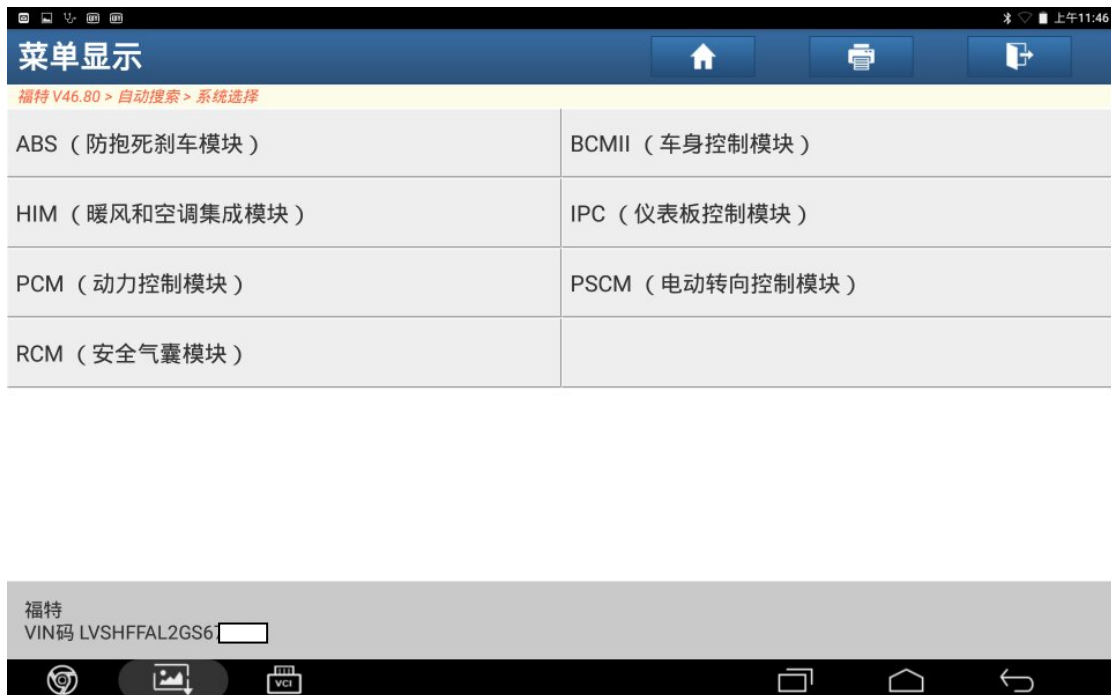 上午11:46
菜单显示
福特 V46.80 > 自动搜索 > 系统选择
ABS （防抱死刹车模块）
BCMII （车身控制模块）
HIM （暖风和空调集成模块）
IPC （仪表板控制模块）
PCM （动力控制模块）
PSCM （电动转向控制模块）
RCM （安全气囊模块）
福特
VIN码 LVSHFFAL2GS6
VCI